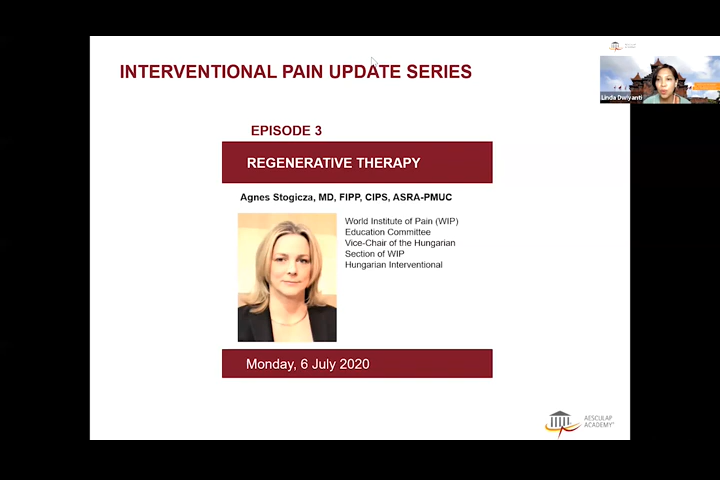 INTERVENTIONAL PAIN UPDATE SERIES
Linda Dwiyanti
EPISODE 3
REGENERATIVE THERAPY
Agnes Stogicza, MD, FIPP, CIPS, ASRA-PMUC
World Institute of Pain (WIP)
Education Committee
Vice-Chair of the Hungarian
Section of WIP
Hungarian Interventional
Monday, 6 July 2020
AESCULAP
ACADEMY®